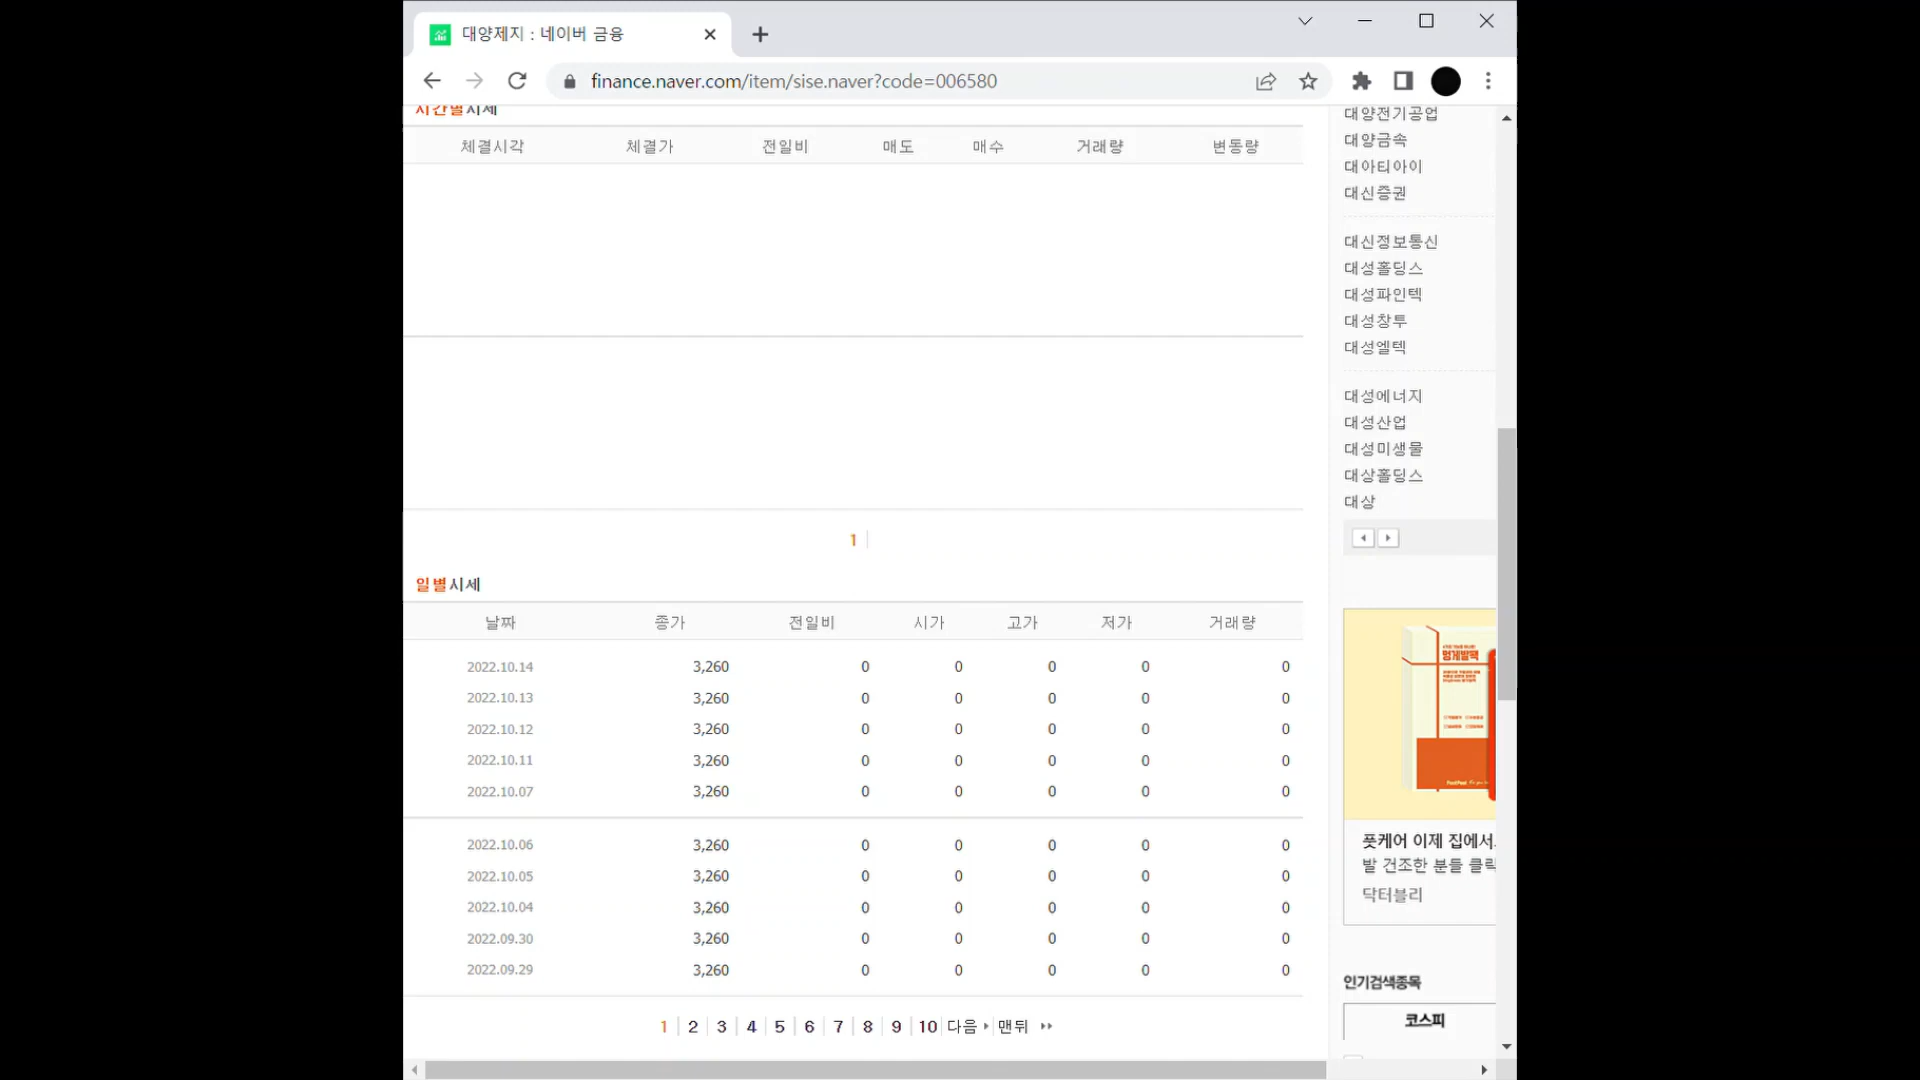 대양제지 : 네이버 금융
finance.naver.com/item/sise.naver?code=006580
시간별시세
체결시각 체결가 전일비 매도 매수 거래량 변동량
1
일별시세
날짜 종가 전일비 시가 고가 저가 거래량
2022.10.14 3,260 0 0 0 0 0
2022.10.13 3,260 0 0 0 0 0
2022.10.12 3,260 0 0 0 0 0
2022.10.11 3,260 0 0 0 0 0
2022.10.07 3,260 0 0 0 0 0
2022.10.06 3,260 0 0 0 0 0
2022.10.05 3,260 0 0 0 0 0
2022.10.04 3,260 0 0 0 0 0
2022.09.30 3,260 0 0 0 0 0
2022.09.29 3,260 0 0 0 0 0
1 2 3 4 5 6 7 8 9 10 다음 맨뒤
대양전기공업
대양금속
대아티아이
대신증권
대신정보통신
대성홀딩스
대성파인텍
대성창투
대성엘텍
대성에너지
대성산업
대성미생물
대상홀딩스
대상
풋케어 이제 집에서
발 건조한 분들 클릭
닥터블리
인기검색종목
코스피